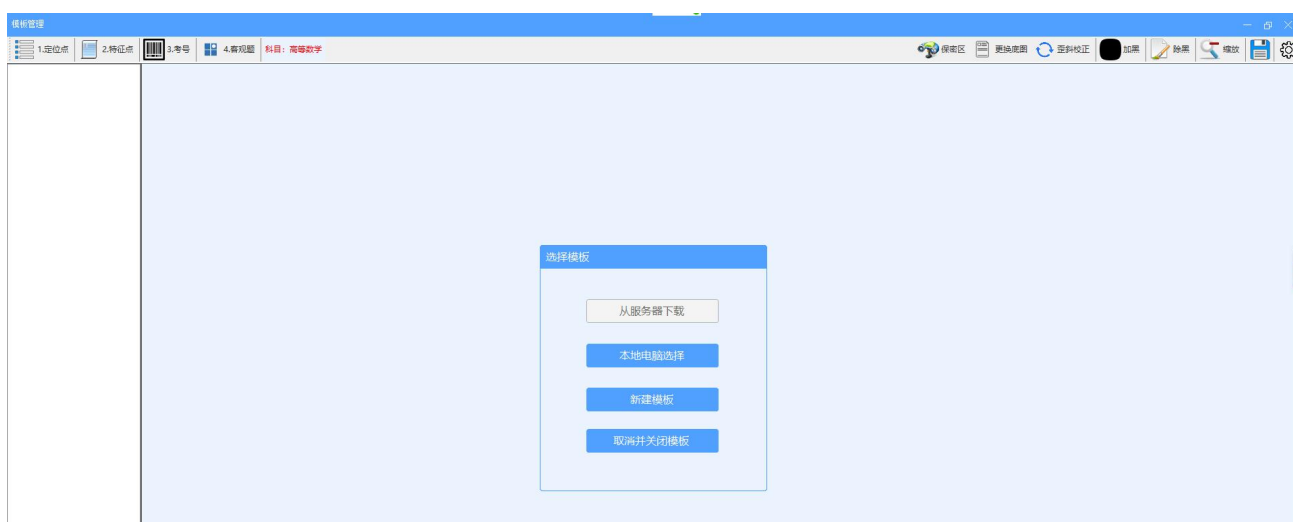 模板管理
1.定位点 2.特征点 3.考号 4.客观题 科目：高等数学 保密区 更换底图 歪斜校正 加黑 除黑 缩放
选择模板
从服务器下载
本地电脑选择
新建模板
取消并关闭模板